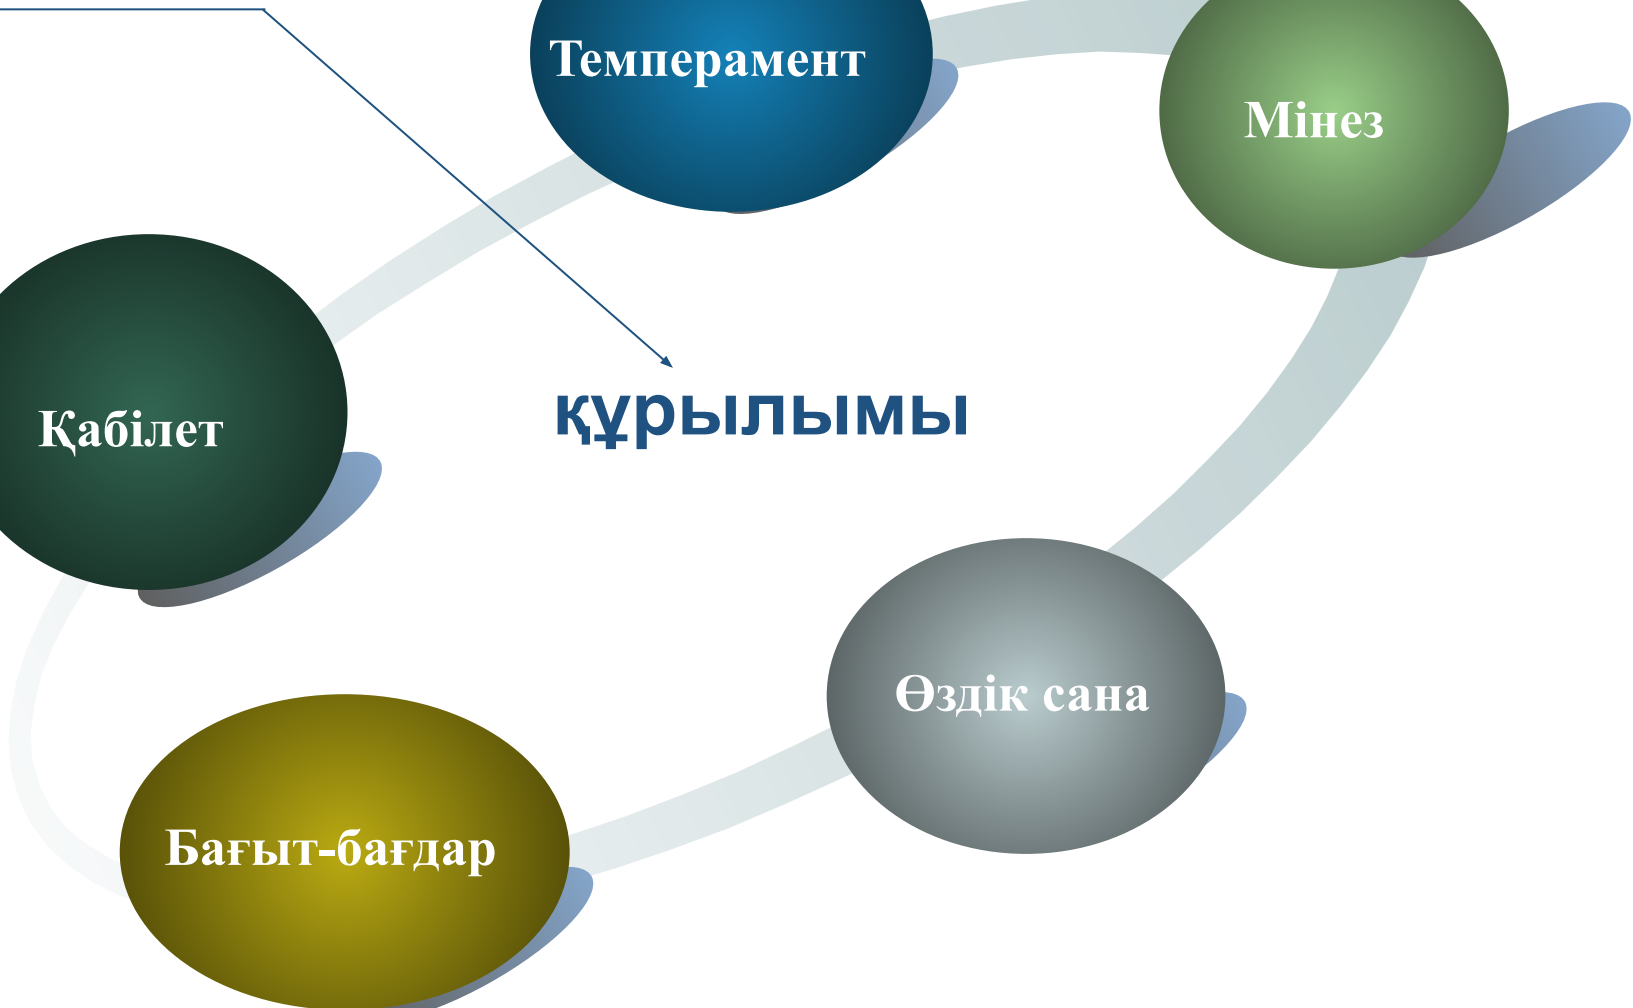 Темперамент
Мінез
Қабілет
құрылымы
Өздік сана
Бағыт-бағдар